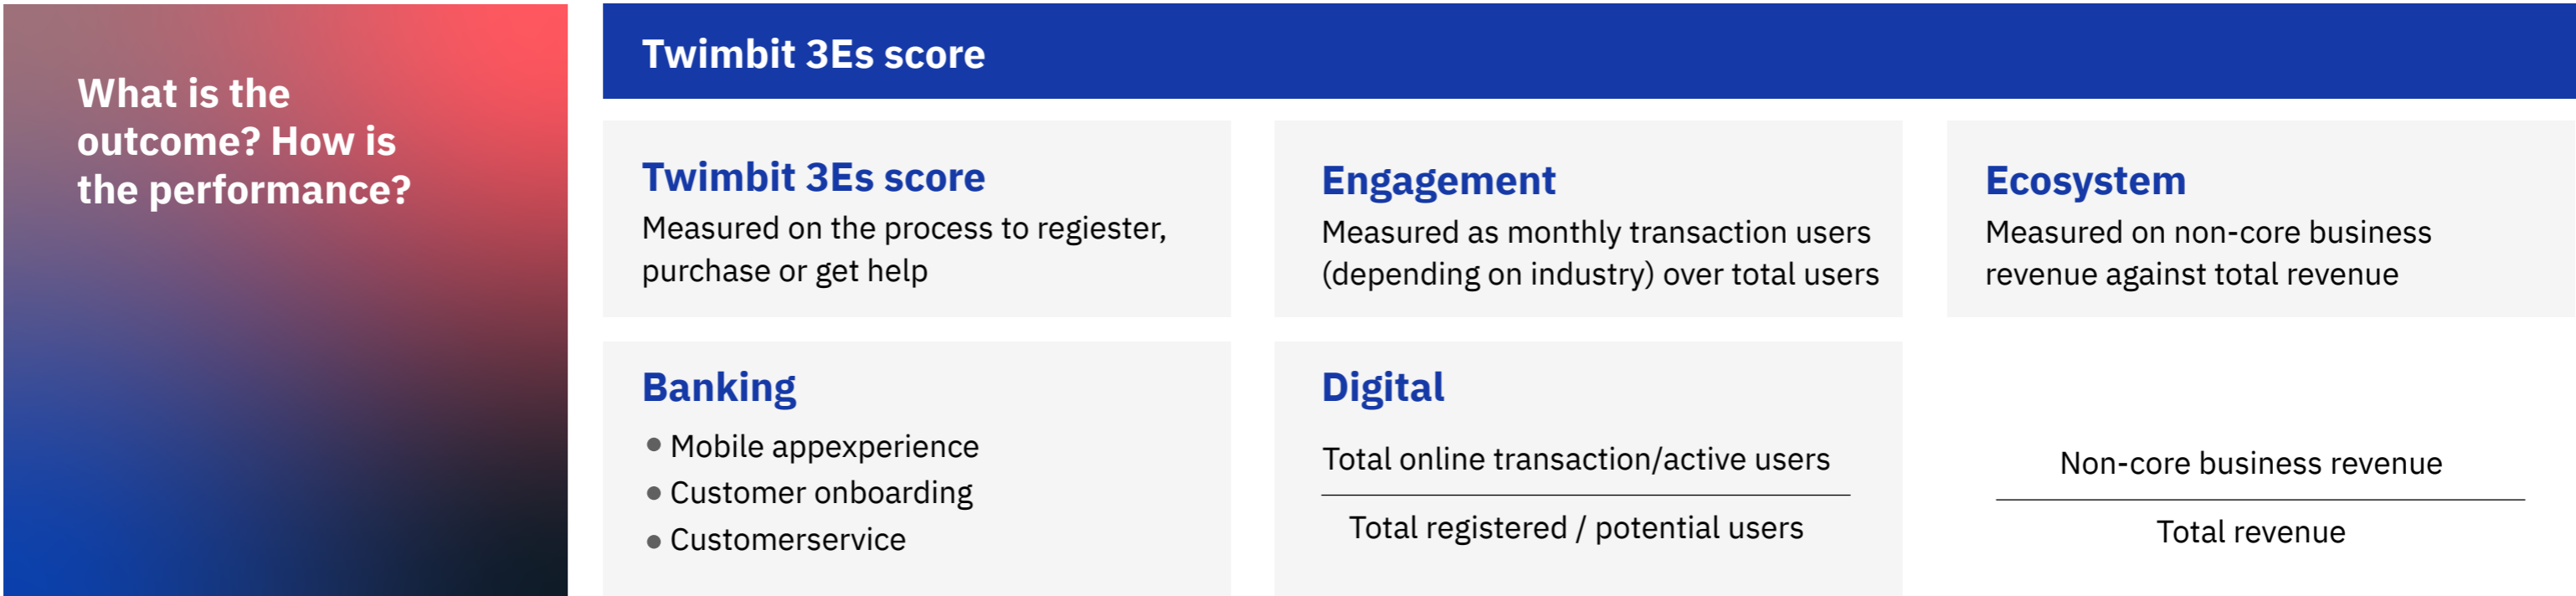 What is the
outcome? How is
the performance?
Twimbit 3Es score
Twimbit 3Es score
Measured on the process to regiester,
purchase or get help
Engagement
Measured as monthly transaction users
(depending on industry) over total users
Ecosystem
Measured on non-core business
revenue against total revenue
Banking
● Mobile appexperience
● Customer onboarding
● Customerservice
Digital
Total online transaction/active users
Total registered / potential users
Non-core business revenue
Total revenue